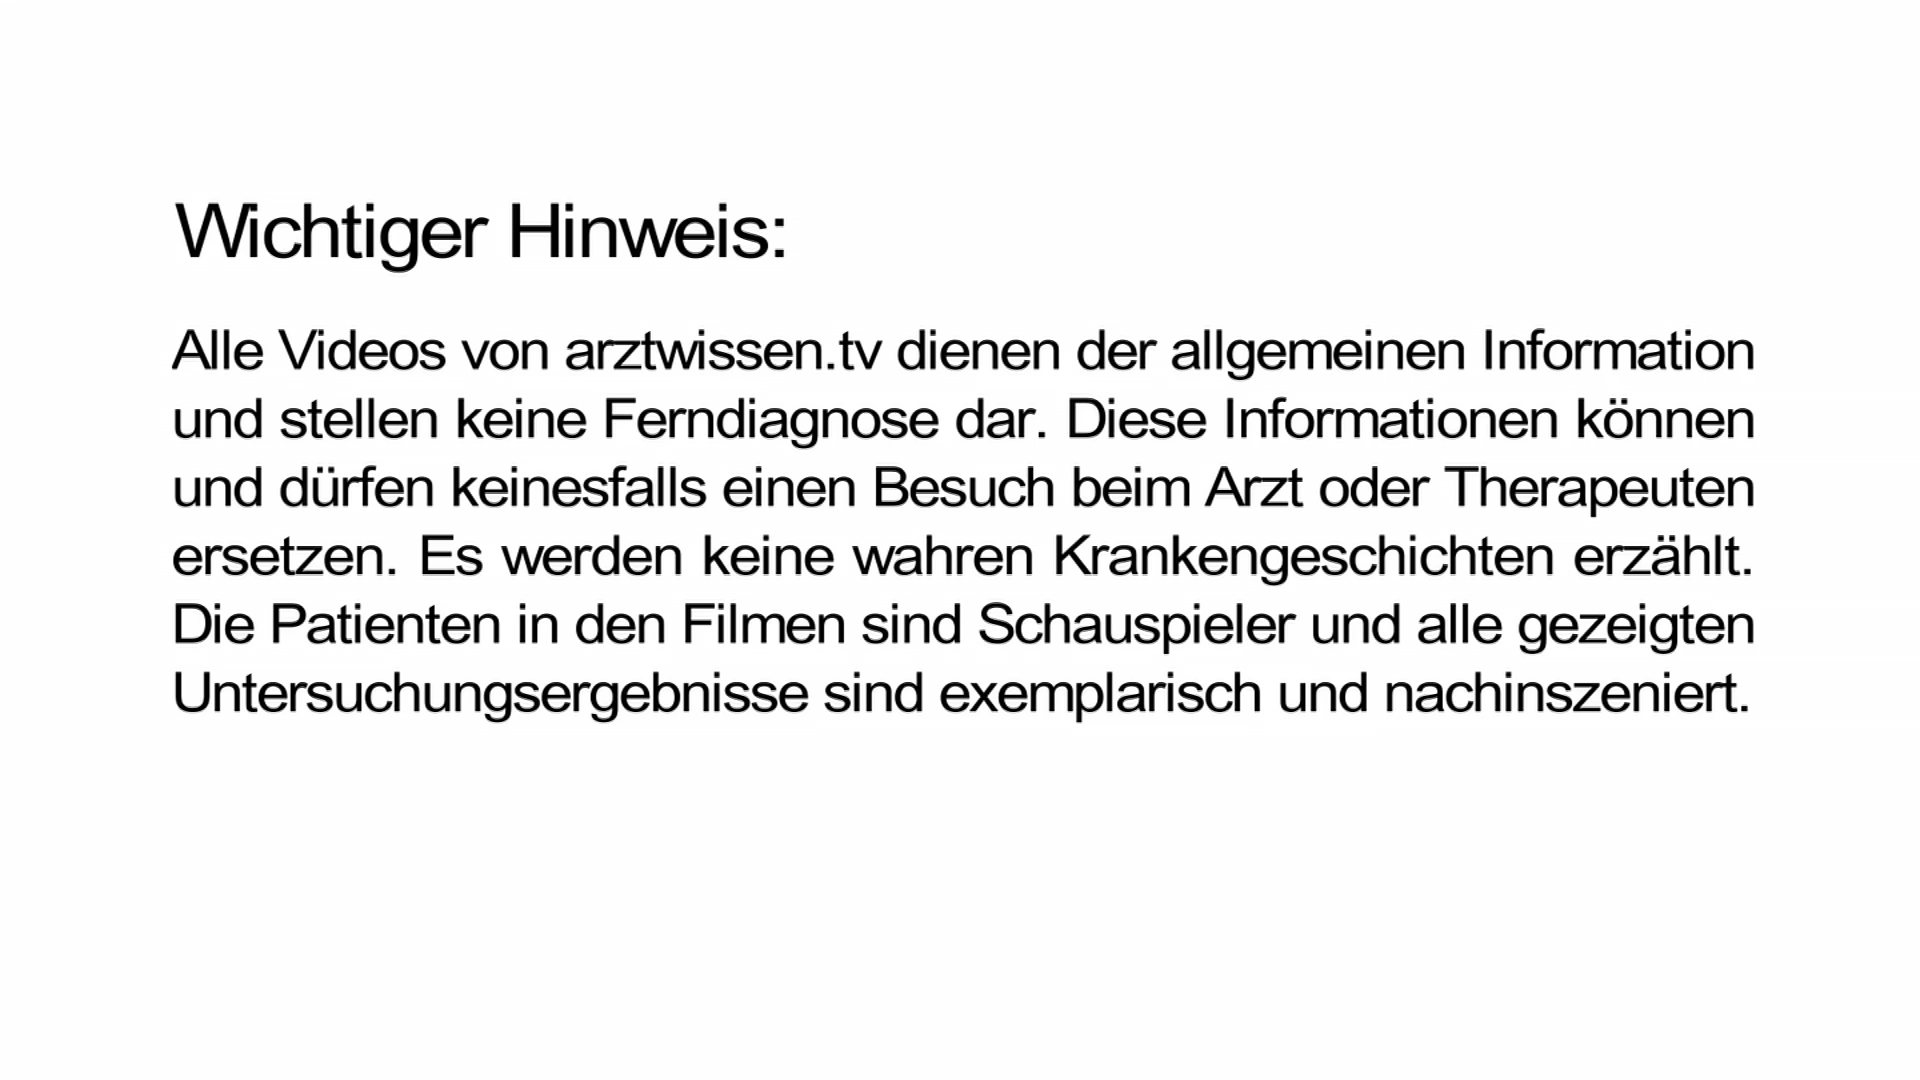 Wichtiger Hinweis:
Alle Videos von arztwissen.tv dienen der allgemeinen Information
und stellen keine Ferndiagnose dar. Diese Informationen können
und dürfen keinesfalls einen Besuch beim Arzt oder Therapeuten
ersetzen. Es werden keine wahren Krankengeschichten erzählt.
Die Patienten in den Filmen sind Schauspieler und alle gezeigten
Untersuchungsergebnisse sind exemplarisch und nachinszeniert.